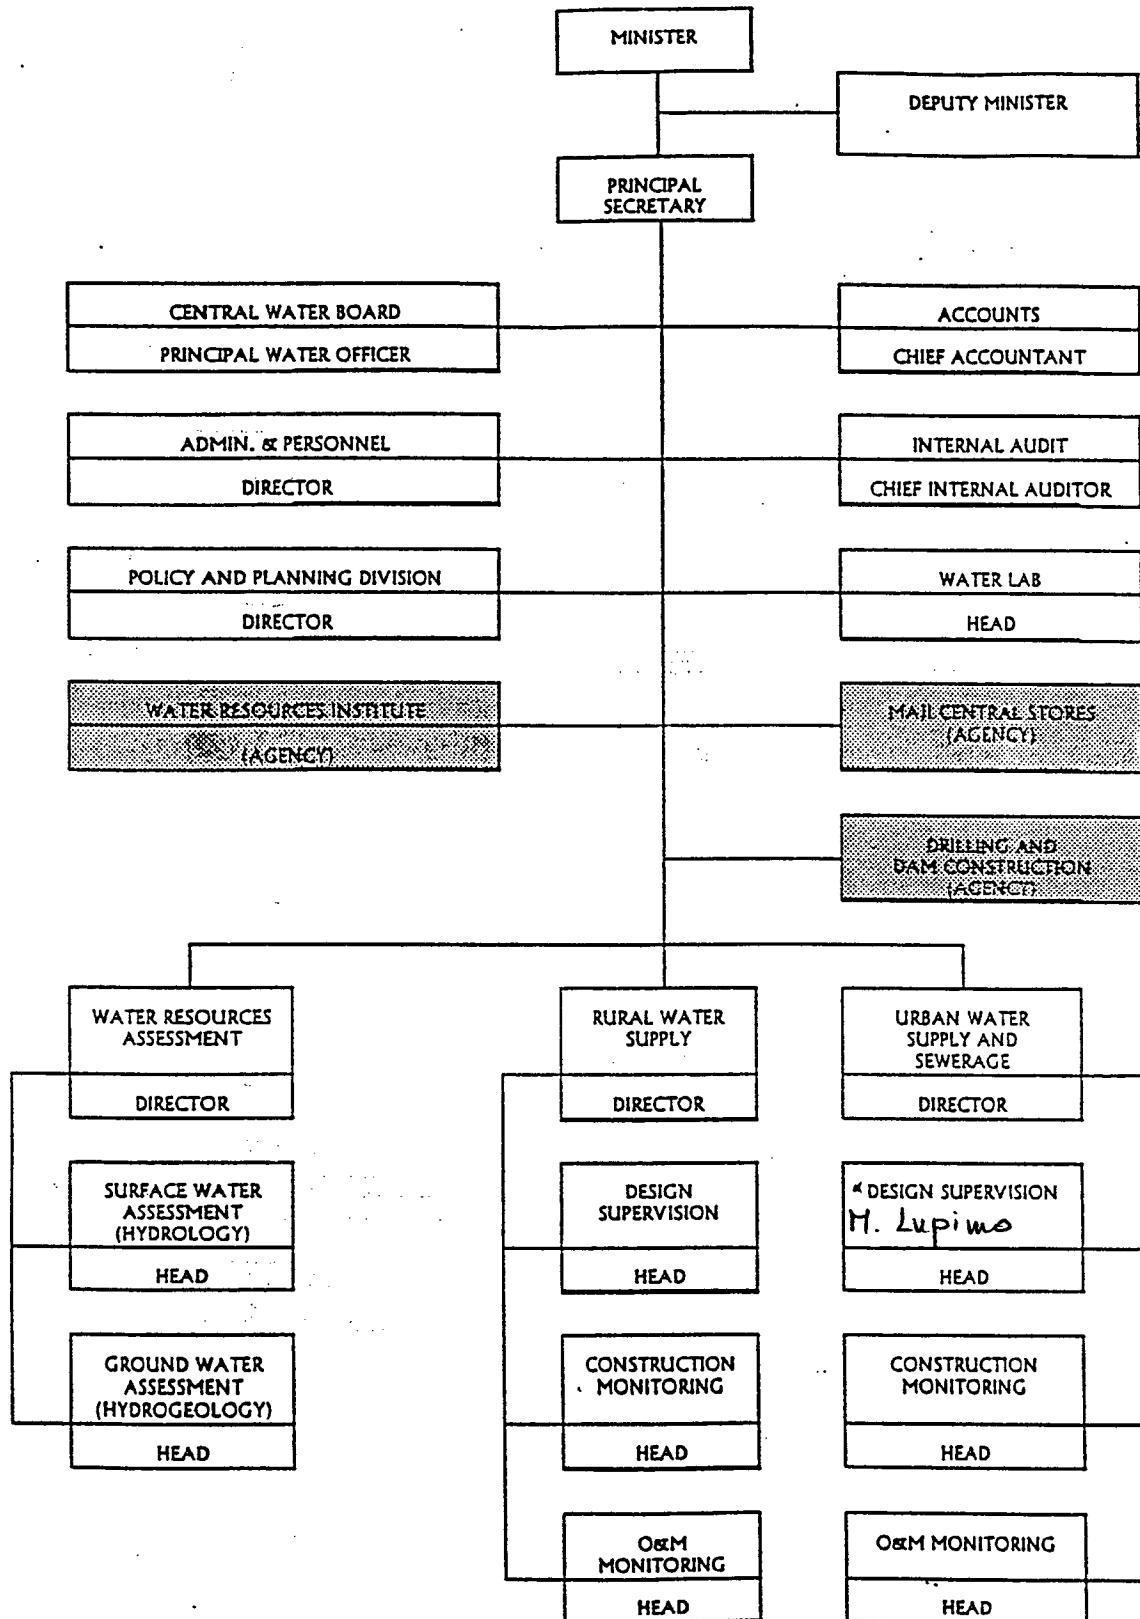 MINISTER
DEPUTY MINISTER
PRINCIPAL
SECRETARY
CENTRAL WATER BOARD
PRINCIPAL WATER OFFICER
ACCOUNTS
CHIEF ACCOUNTANT
ADMIN. & PERSONNEL
DIRECTOR
INTERNAL AUDIT
CHIEF INTERNAL AUDITOR
POLICY AND PLANNING DIVISION
DIRECTOR
WATER LAB
HEAD
WATER RESOURCES INSTITUTE
(AGENCY)
CENTRAL STORES
(AGENCY)
DRILLING AND
DAM CONSTRUCTION
(AGENCY)
WATER RESOURCES
ASSESSMENT
DIRECTOR
SURFACE WATER
ASSESSMENT
(HYDROLOGY)
HEAD
GROUND WATER
ASSESSMENT
(HYDROGEOLOGY)
HEAD
RURAL WATER
SUPPLY
DIRECTOR
DESIGN
SUPERVISION
HEAD
CONSTRUCTION
MONITORING
HEAD
O&M
MONITORING
HEAD
URBAN WATER
SUPPLY AND
SEWERAGE
DIRECTOR
DESIGN SUPERVISION
M. Lupimo
HEAD
CONSTRUCTION
MONITORING
HEAD
O&M MONITORING
HEAD